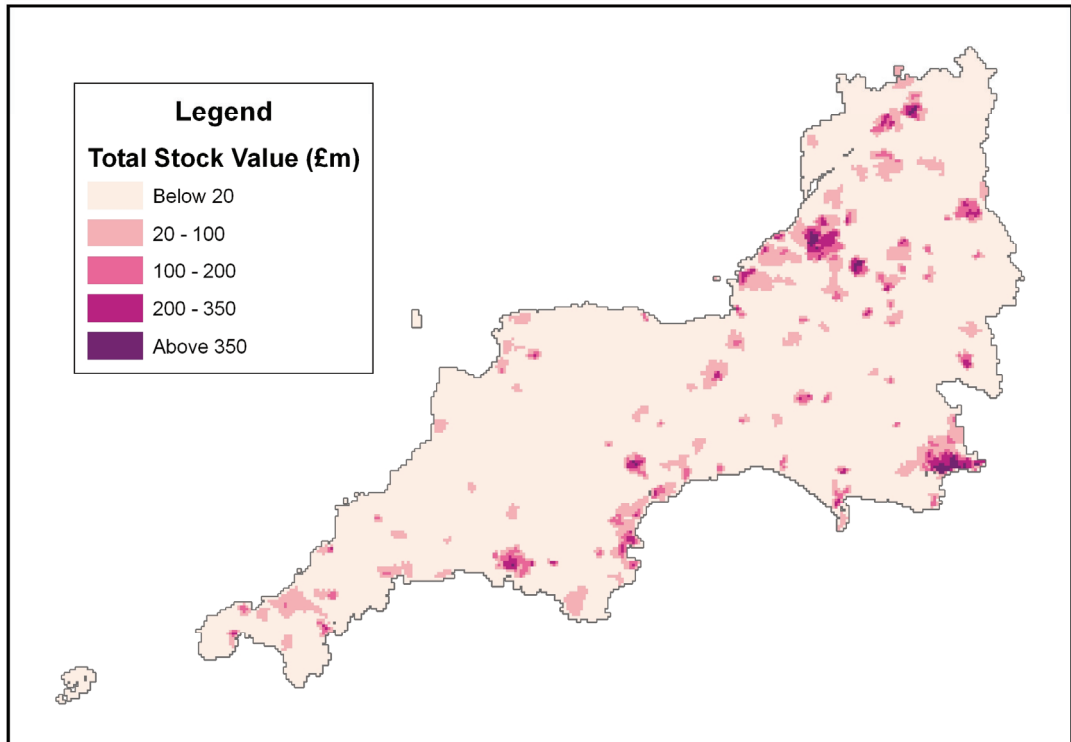 Legend
Total Stock Value (£m)
Below 20
20 - 100
100 - 200
200 - 350
Above 350